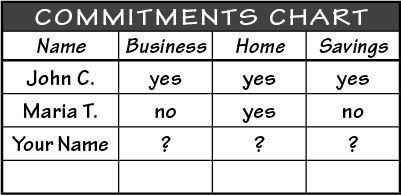 COMMITMENTS CHART
Name Business Home Savings
John C. yes yes yes
Maria T. no yes no
Your Name ? ? ?